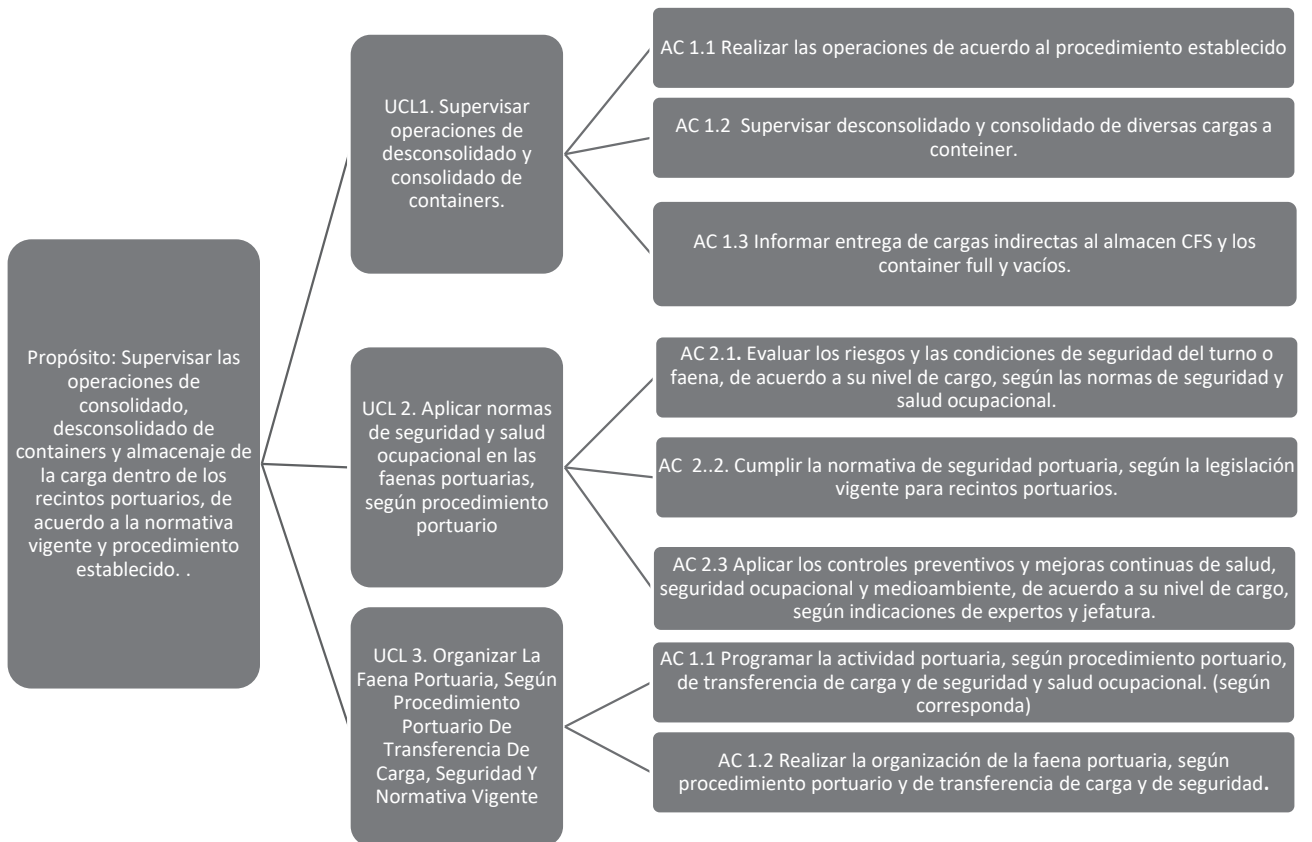 Propósito: Supervisar las
operaciones de
consolidado,
desconsolidado de
containers y almacenaje de
la carga dentro de los
recintos portuarios, de
acuerdo a la normativa
vigente y procedimiento
establecido. .
UCL1. Supervisar
operaciones de
desconsolidado y
consolidado de
containers.
AC 1.1 Realizar las operaciones de acuerdo al procedimiento establecido
AC 1.2 Supervisar desconsolidado y consolidado de diversas cargas a
conteiner.
AC 1.3 Informar entrega de cargas indirectas al almacen CFS y los
container full y vacíos.
UCL 2. Aplicar normas
de seguridad y salud
ocupacional en las
faenas portuarias,
según procedimiento
portuario
AC 2.1. Evaluar los riesgos y las condiciones de seguridad del turno o
faena, de acuerdo a su nivel de cargo, según las normas de seguridad y
salud ocupacional.
AC 2..2. Cumplir la normativa de seguridad portuaria, según la legislación
vigente para recintos portuarios.
AC 2.3 Aplicar los controles preventivos y mejoras continuas de salud,
seguridad ocupacional y medioambiente, de acuerdo a su nivel de cargo,
según indicaciones de expertos y jefatura.
UCL 3. Organizar La
Faena Portuaria, Según
Procedimiento
Portuario De
Transferencia De
Carga, Seguridad Y
Normativa Vigente
AC 1.1 Programar la actividad portuaria, según procedimiento portuario,
de transferencia de carga y de seguridad y salud ocupacional. (según
corresponda)
AC 1.2 Realizar la organización de la faena portuaria, según
procedimiento portuario y de transferencia de carga y de seguridad.